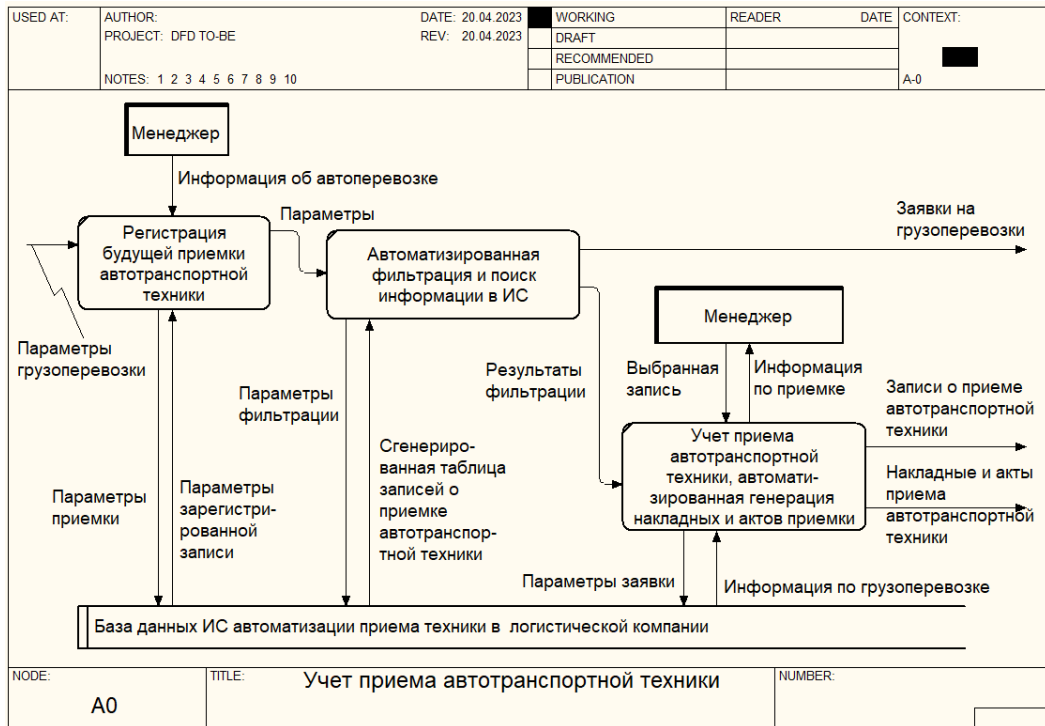 USED AT:
AUTHOR:
DATE: 20.04.2023
PROJECT: DFD TO-BE
REV: 20.04.2023
NOTES: 1 2 3 4 5 6 7 8 9 10
WORKING
DRAFT
RECOMMENDED
PUBLICATION
READER
DATE
CONTEXT:
A-0
Менеджер
Информация об автоперевозке
Регистрация
будущей приемки
автотранспортной
техники
Параметры
Автоматизированная
фильтрация и поиск
информации в ИС
Заявки на
грузоперевозки
Менеджер
Параметры
грузоперевозки
Параметры
фильтрации
Результаты
фильтрации
Выбранная
запись
Информация
по приемке
Записи о приеме
автотранспортной
техники
Учет приема
автотранспортной
техники, автомати-
зированная генерация
накладных и актов приемки
Накладные и акты
приема
автотранспортной
техники
Параметры
приемки
Параметры
зарегистри-
рованной
записи
Сгенериро-
ванная таблица
записей о
приемке
автотранспор-
тной техники
Параметры заявки
Информация по грузоперевозке
База данных ИС автоматизации приема техники в логистической компании
NODE:
A0
TITLE:
Учет приема автотранспортной техники
NUMBER: